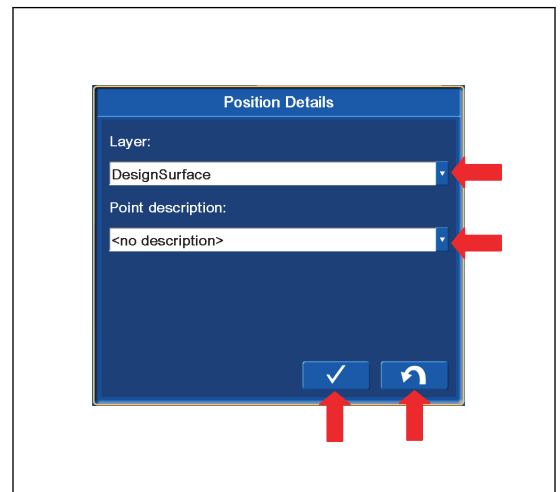 Position Details
Layer:
DesignSurface
Point description:
<no description>